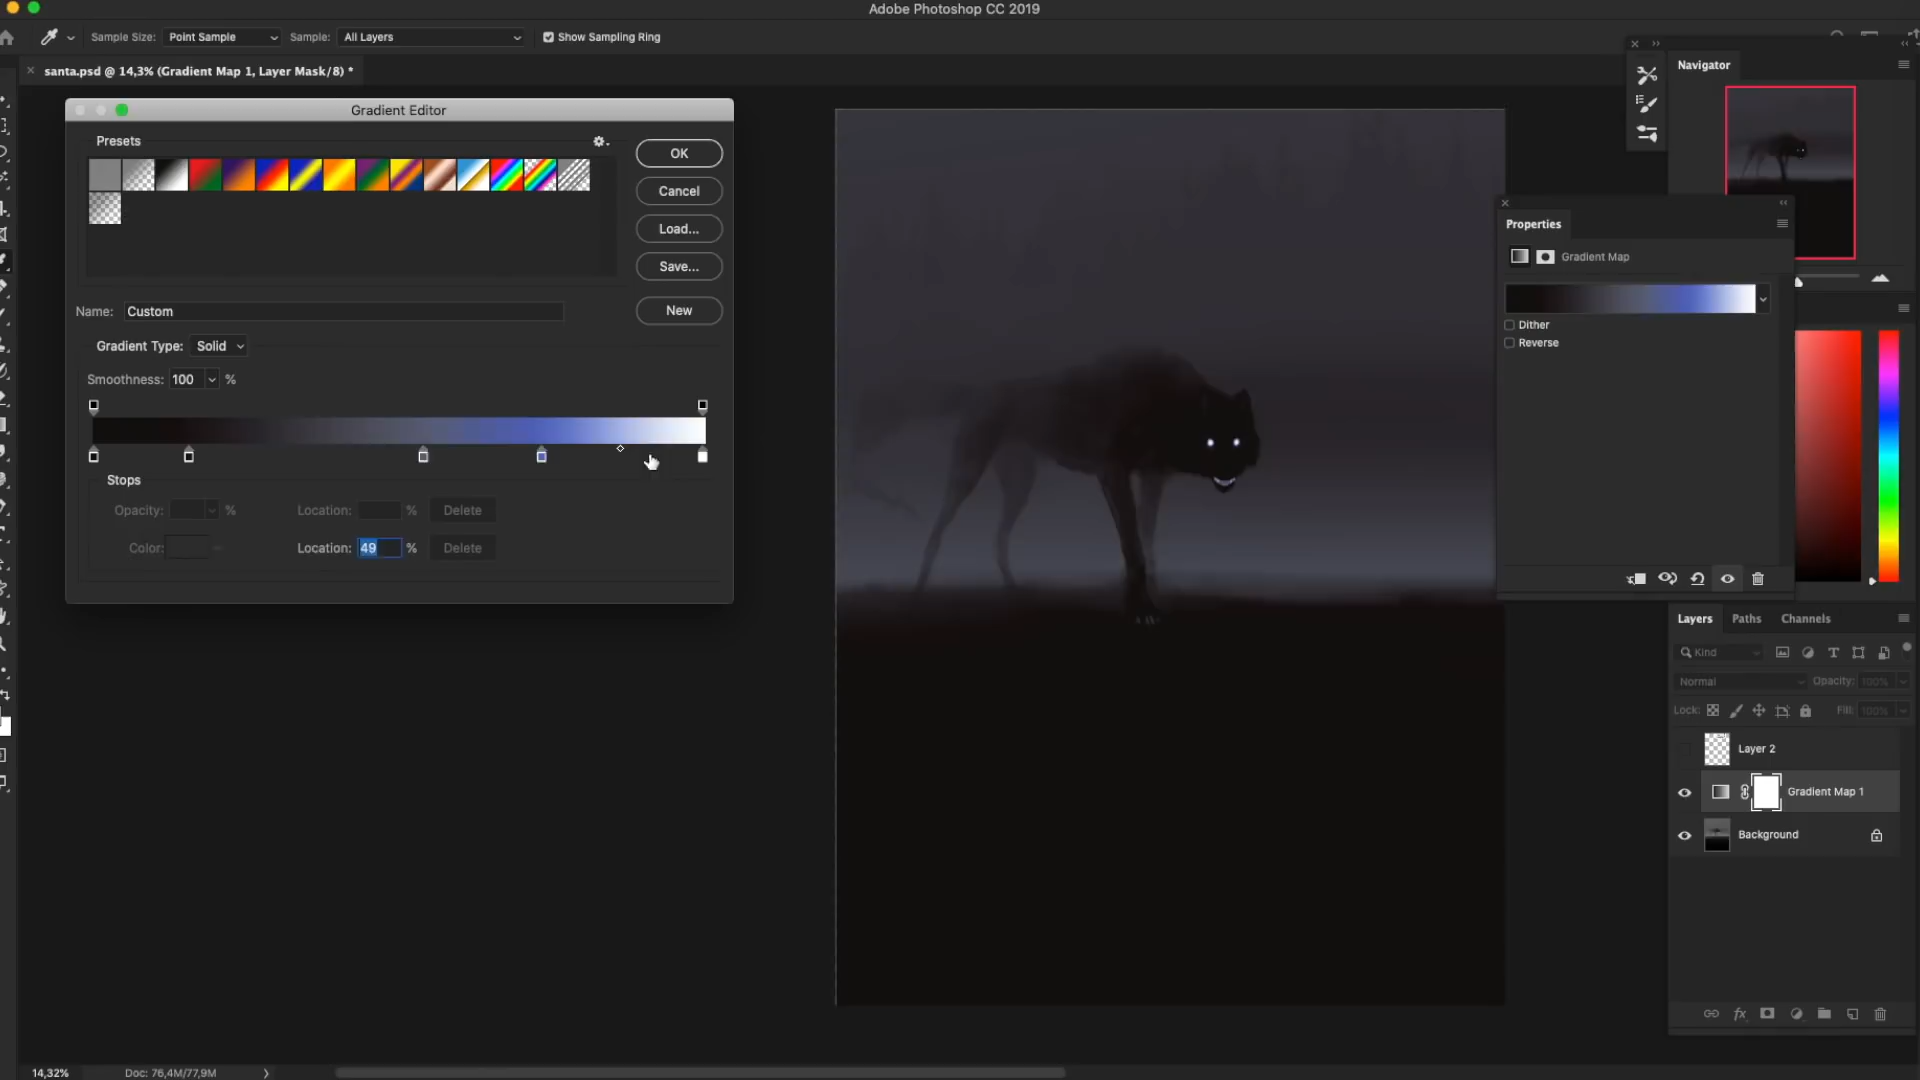 Adobe Photoshop CC 2019
Sample Size: Point Sample Sample: All Layers Show Sampling Ring
santa.psd @ 14,3% (Gradient Map 1, Layer Mask/8) *
Navigator
Gradient Editor
Presets
OK
Cancel
Load...
Save...
Name: Custom
New
Gradient Type: Solid
Smoothness: 100 %
Stops
Opacity: % Location: % Delete
Color: Location: 49 % Delete
Properties
Gradient Map
Dither
Reverse
Layers Paths Channels
Kind
Normal Opacity: 100%
Lock: Fill: 100%
Layer 2
Gradient Map 1
Background
14,32% Doc: 76,4M/77,9M